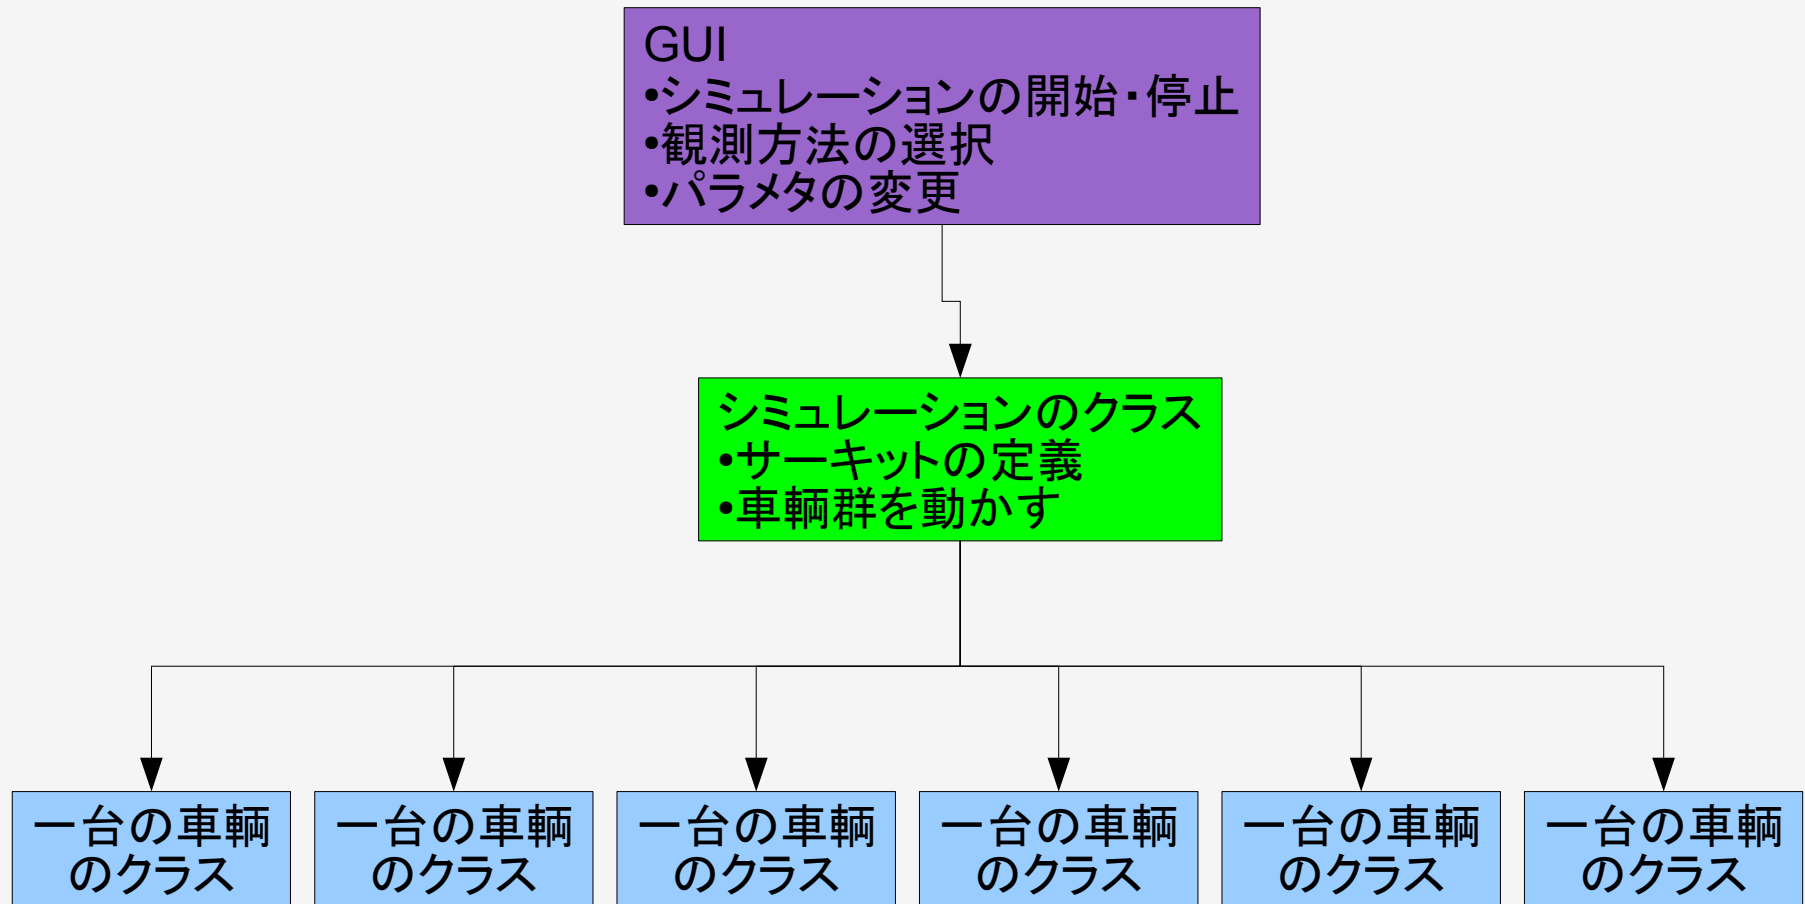 GUI
•シミュレーションの開始・停止
•観測方法の選択
•パラメタの変更
シミュレーションのクラス
•サーキットの定義
•車輌群を動かす
一台の車輌
のクラス
一台の車輌
のクラス
一台の車輌
のクラス
一台の車輌
のクラス
一台の車輌
のクラス
一台の車輌
のクラス